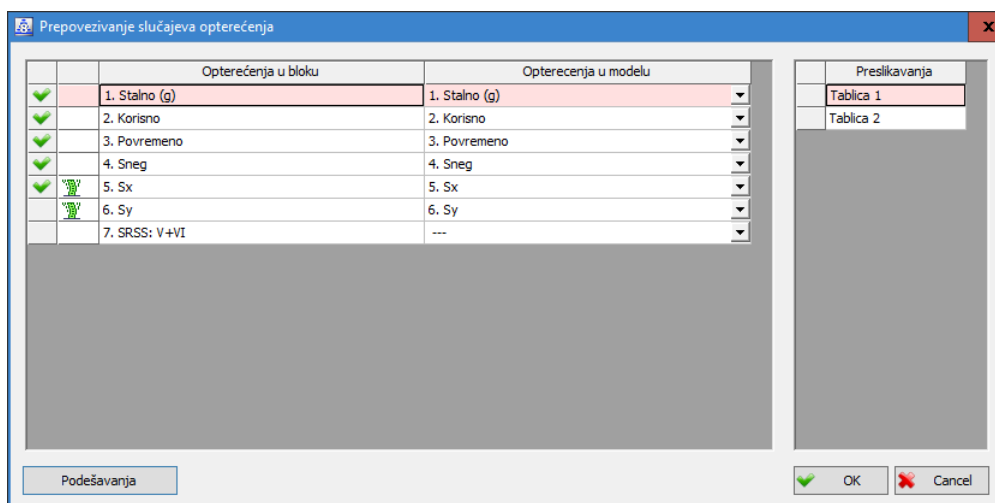 Prepovezivanje slučajeva opterećenja
x
Opterećenja u bloku Opterecenja u modelu
1. Stalno (g) 1. Stalno (g)
2. Korisno 2. Korisno
3. Povremeno 3. Povremeno
4. Sneg 4. Sneg
5. Sx 5. Sx
6. Sy 6. Sy
7. SRSS: V+VI ---
Preslikavanja
Tablica 1
Tablica 2
Podešavanja
OK Cancel